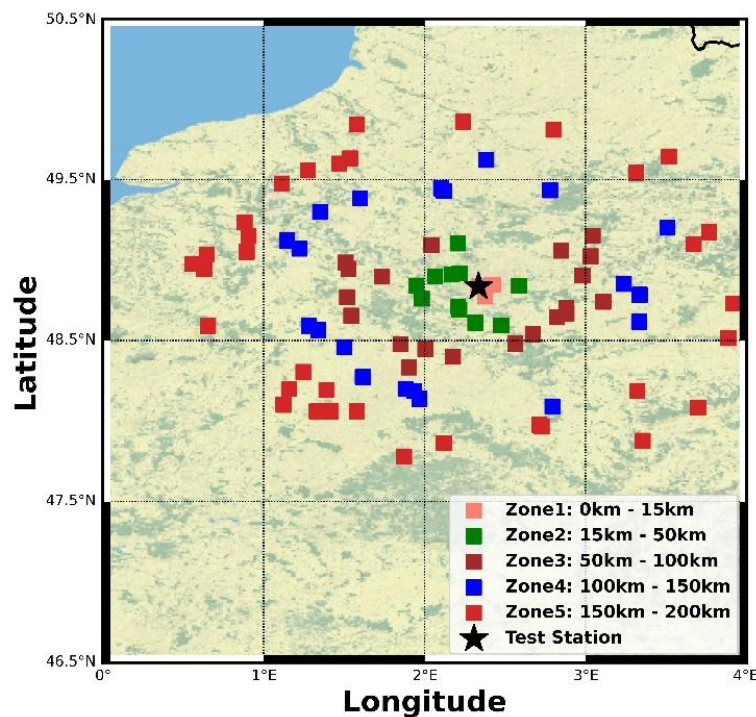 50.5°N
49.5°N
48.5°N
47.5°N
46.5°N
Latitude
Zone1: 0km - 15km
Zone2: 15km - 50km
Zone3: 50km - 100km
Zone4: 100km - 150km
Zone5: 150km - 200km
Test Station
0° 1°E 2°E 3°E 4°E
Longitude